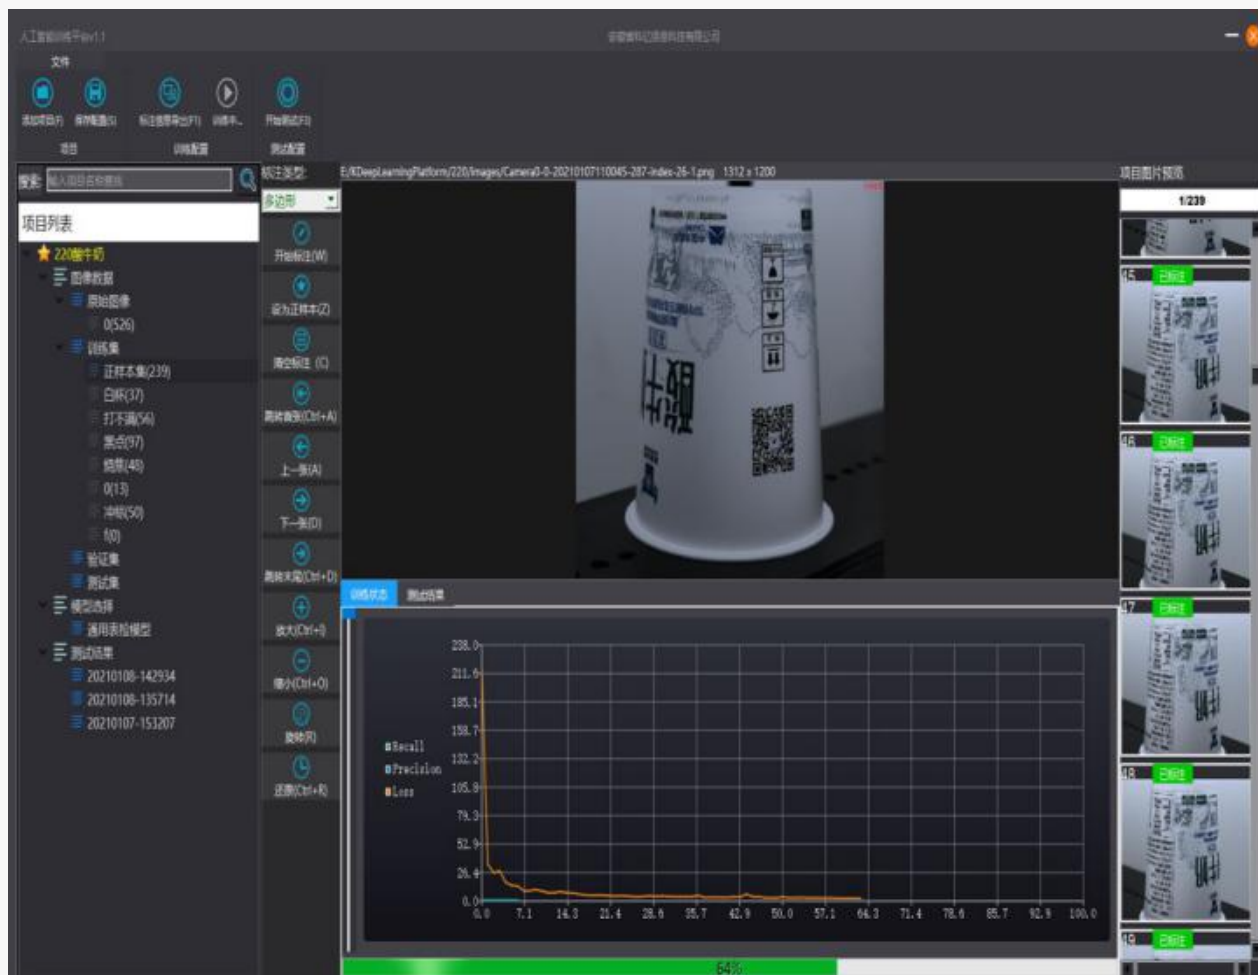 人工智能训练平台v1.1
文件
添加项目(F) 保存配置(S) 标注信息导出(F1) 训练中... 开始测试(F3)
项目 训练配置 测试配置
搜索: 输入项目名称查找
项目列表
220酸牛奶
图像数据
原始图像
0(526)
训练集
正样本集(239)
白杯(37)
打不满(56)
黑点(97)
0(13)
f(0)
验证集
测试集
模型选择
通用表检模型
测试结果
20210108-142934
20210108-135714
20210107-153207
标注类型:
多边形
开始标注(W)
设为正样本(Z)
清空标注 (C)
跳转首张(Ctrl+A)
上一张(A)
下一张(D)
跳转末尾(Ctrl+D)
放大(Ctrl+I)
缩小(Ctrl+O)
旋转(R)
还原(Ctrl+R)
E:/KDeepLearningPlatform/220/Images/Camera0-0-20210107110045-287-index-26-1.png 1312 x 1200
训练状态 测试结果
238.0
211.6
185.1
158.7
132.2
105.8
79.3
52.9
26.4
0.0
Recall
Precision
Loss
0.0 7.1 14.3 21.4 28.6 35.7 42.9 50.0 57.1 64.3 71.4 78.6 85.7 92.9 100.0
64%
项目图片预览
1/239
45 已标注
46 已标注
47 已标注
48 已标注
49 已标注